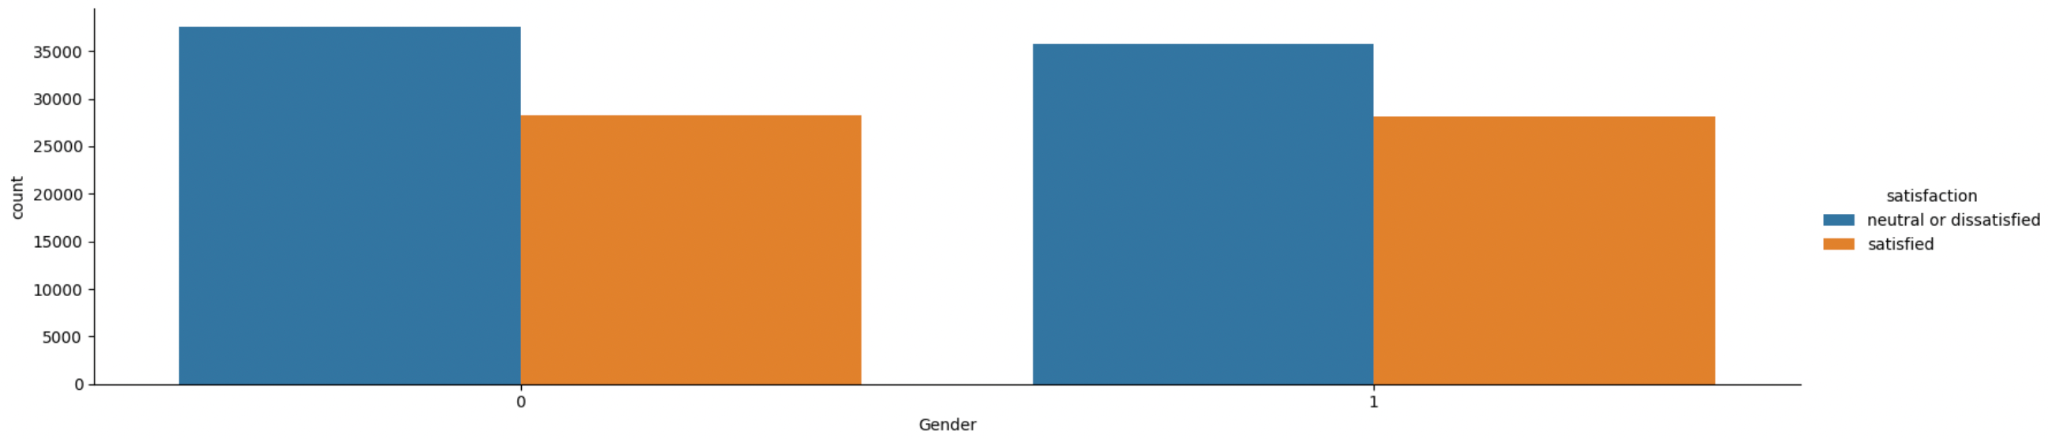 35000
30000
25000
20000
15000
10000
5000
0
count
0
1
Gender
satisfaction
neutral or dissatisfied
satisfied